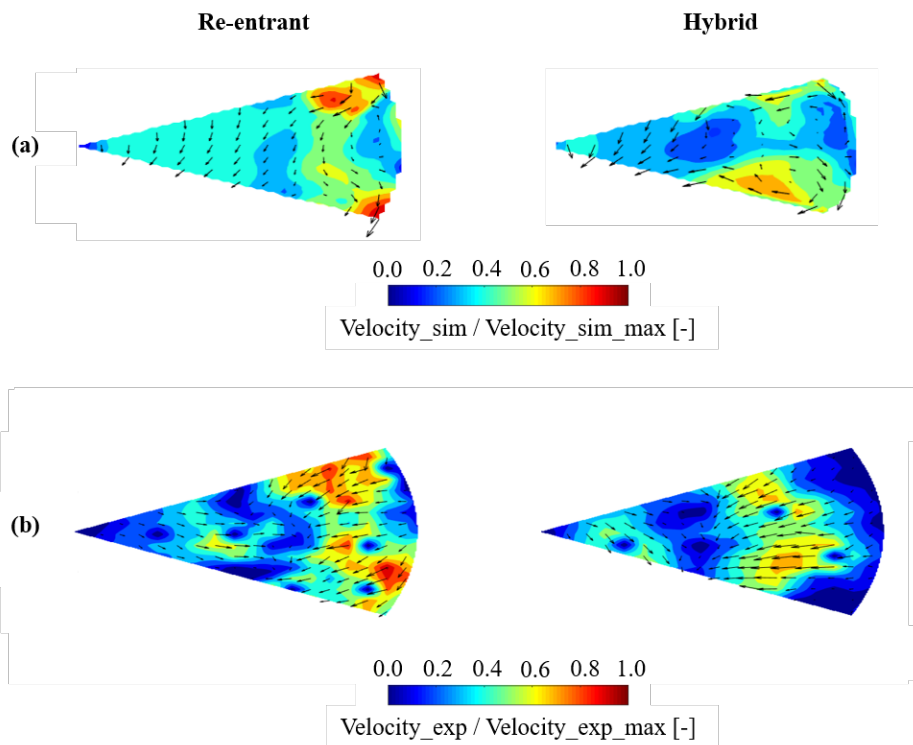 Re-entrant Hybrid
(a)
0.0 0.2 0.4 0.6 0.8 1.0
Velocity_sim / Velocity_sim_max [-]
(b)
0.0 0.2 0.4 0.6 0.8 1.0
Velocity_exp / Velocity_exp_max [-]